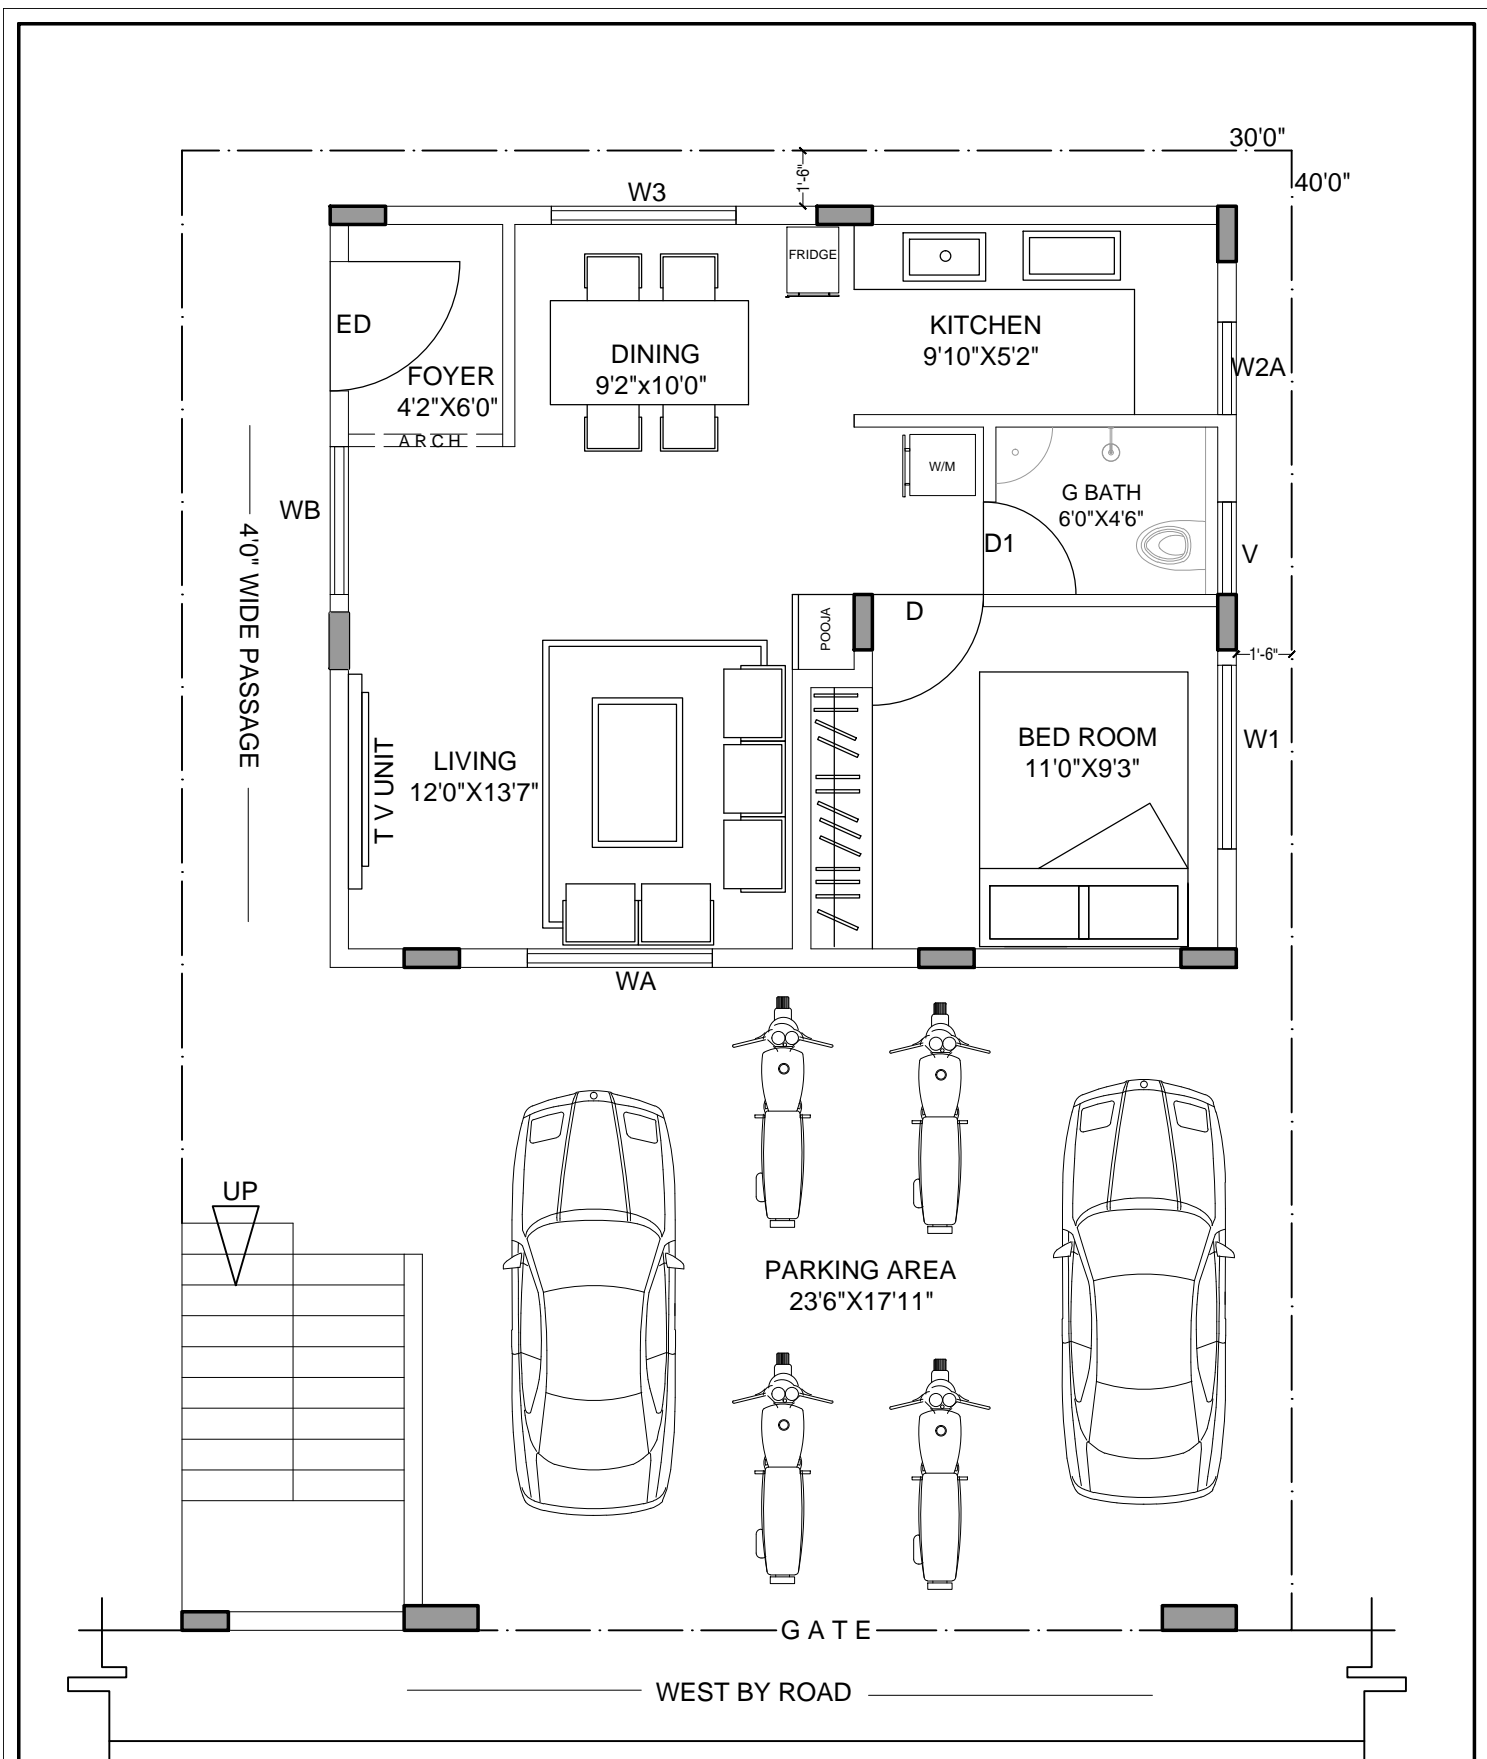 30'0"
40'0"
1'-6"
W3
FRIDGE
ED
KITCHEN
9'10"X5'2"
DINING
9'2"x10'0"
W2A
FOYER
4'2"X6'0"
ARCH
W/M
G BATH
6'0"X4'6"
WB
4'0" WIDE PASSAGE
D1
V
D
POOJA
1'-6"
LIVING
12'0"X13'7"
T V UNIT
BED ROOM
11'0"X9'3"
W1
WA
UP
PARKING AREA
23'6"X17'11"
GATE
WEST BY ROAD